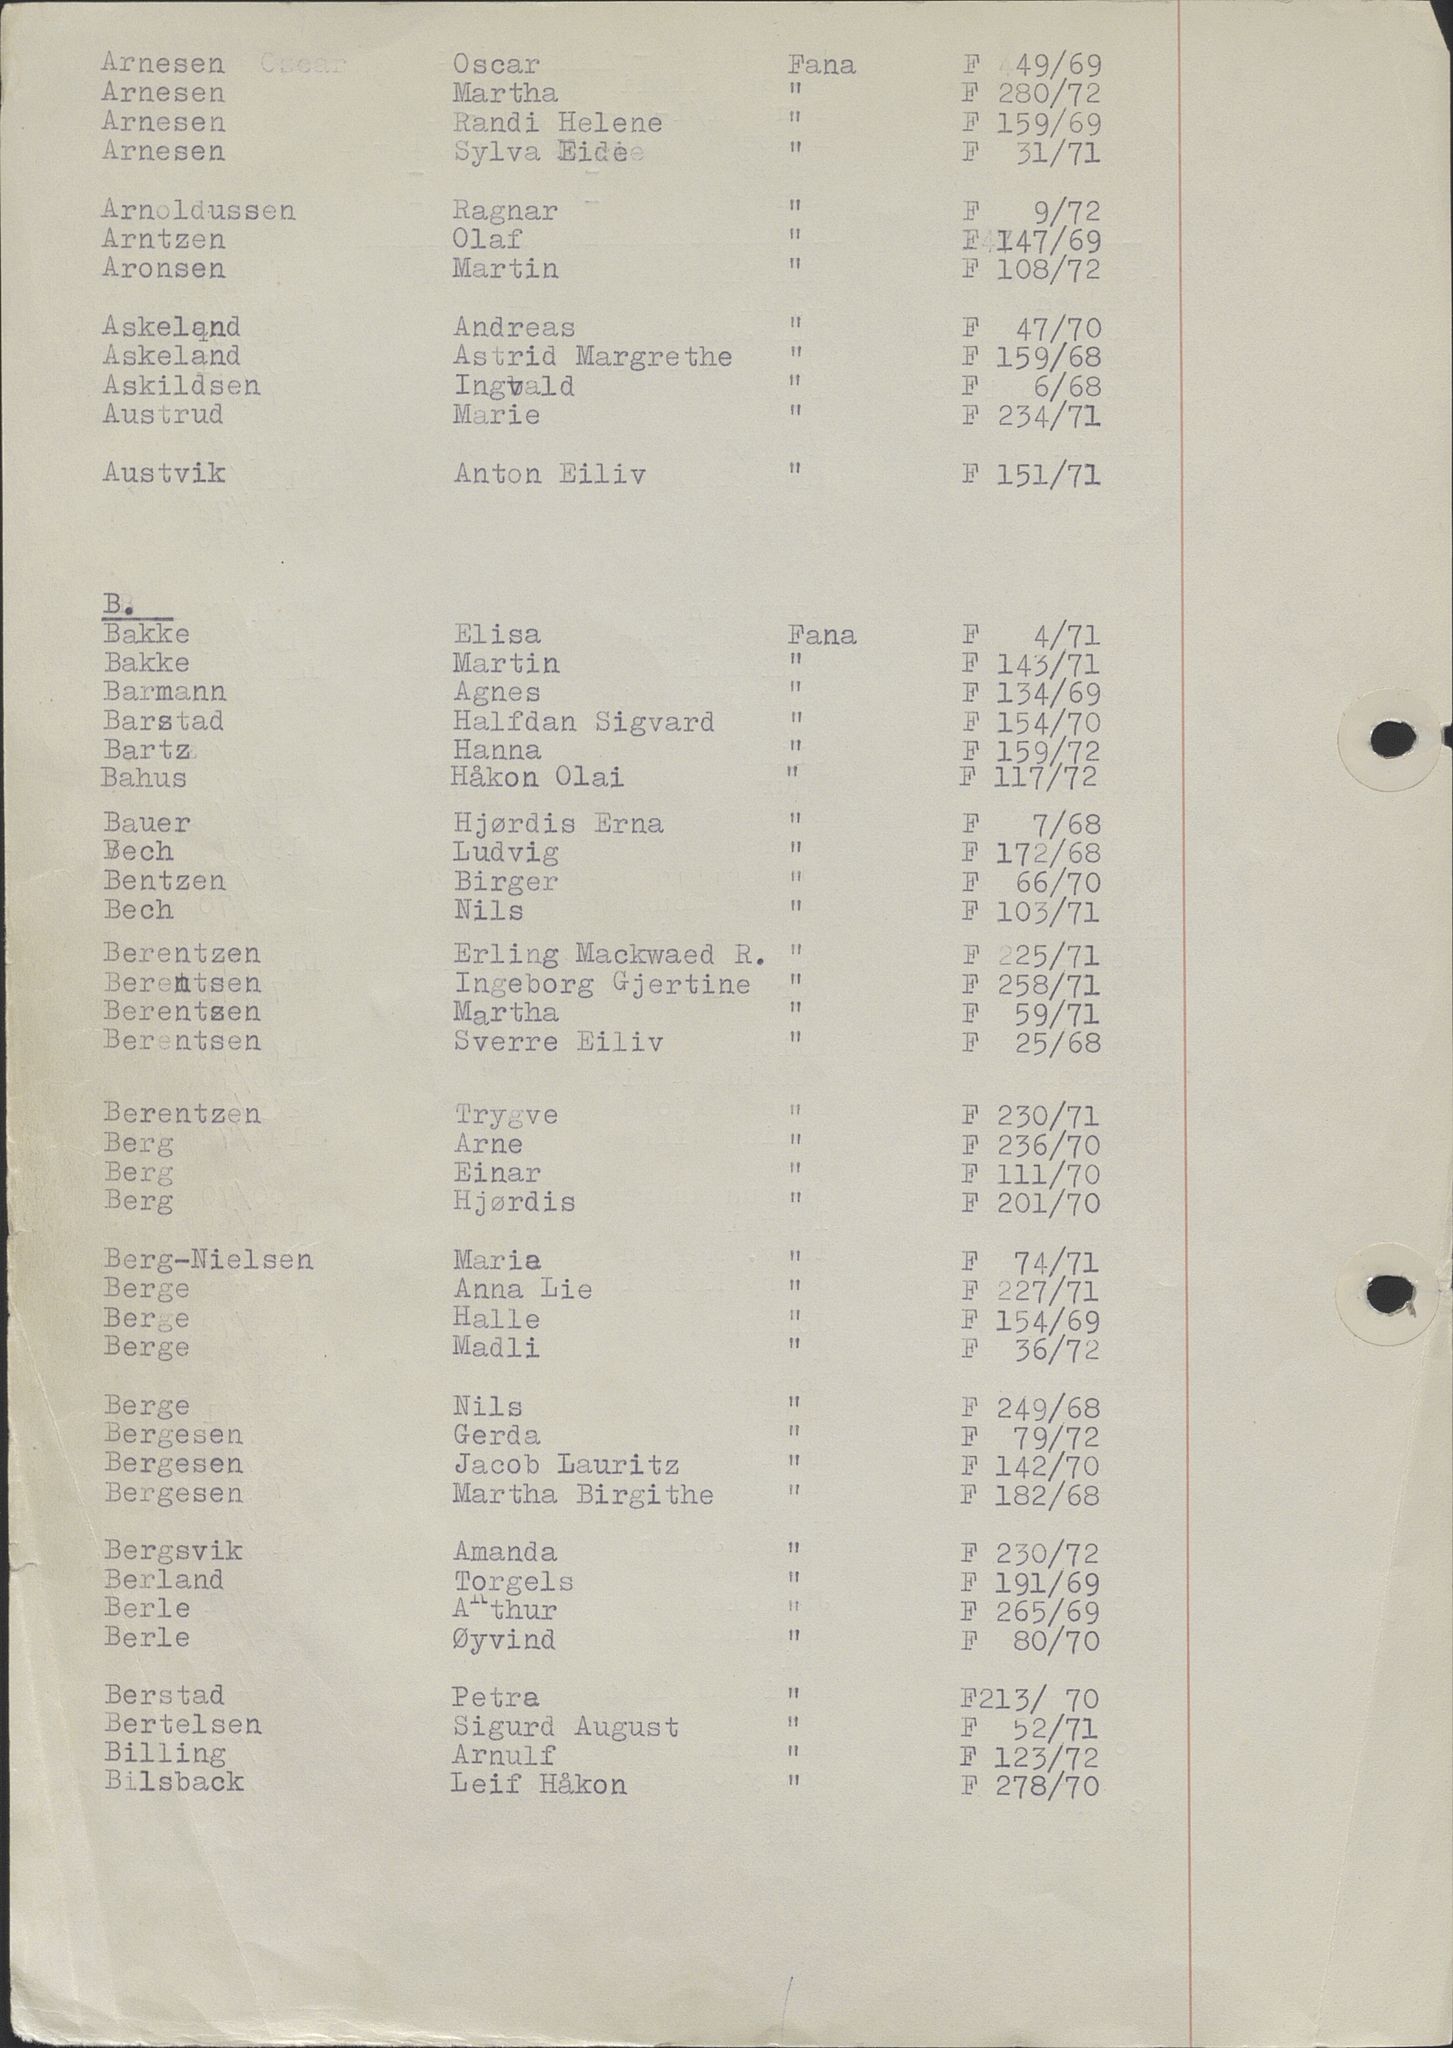 Arnesen Oscar Fana F 49/69
Arnesen Martha " F 280/72
Arnesen Randi Helene " F 159/69
Arnesen Sylva Eide " F 31/71
Arnoldussen Ragnar " F 9/72
Arntzen Olaf " F 147/69
Aronsen Martin " F 108/72
Askeland Andreas " F 47/70
Askeland Astrid Margrethe " F 159/68
Askildsen Ingvald " F 6/68
Austrud Marie " F 234/71
Austvik Anton Eiliv " F 151/71
B.
Bakke Elisa Fana F 4/71
Bakke Martin " F 143/71
Barmann Agnes " F 134/69
Barstad Halfdan Sigvard " F 154/70
Bartz Hanna " F 159/72
Bahus Håkon Olai " F 117/72
Bauer Hjørdis Erna " F 7/68
Bech Ludvig " F 172/68
Bentzen Birger " F 66/70
Bech Nils " F 103/71
Berentzen Erling Mackwaed R. " F 225/71
Berentsen Ingeborg Gjertine " F 258/71
Berentsen Martha " F 59/71
Berentsen Sverre Eiliv " F 25/68
Berentzen Trygve " F 230/71
Berg Arne " F 236/70
Berg Einar " F 111/70
Berg Hjørdis " F 201/70
Berg-Nielsen Maria " F 74/71
Berge Anna Lie " F 227/71
Berge Halle " F 154/69
Berge Madli " F 36/72
Berge Nils " F 249/68
Bergesen Gerda " F 79/72
Bergesen Jacob Lauritz " F 142/70
Bergesen Martha Birgithe " F 182/68
Bergsvik Amanda " F 230/72
Berland Torgels " F 191/69
Berle Arthur " F 265/69
Berle Øyvind " F 80/70
Berstad Petra " F213/ 70
Bertelsen Sigurd August " F 52/71
Billing Arnulf " F 123/72
Bilsback Leif Håkon " F 278/70